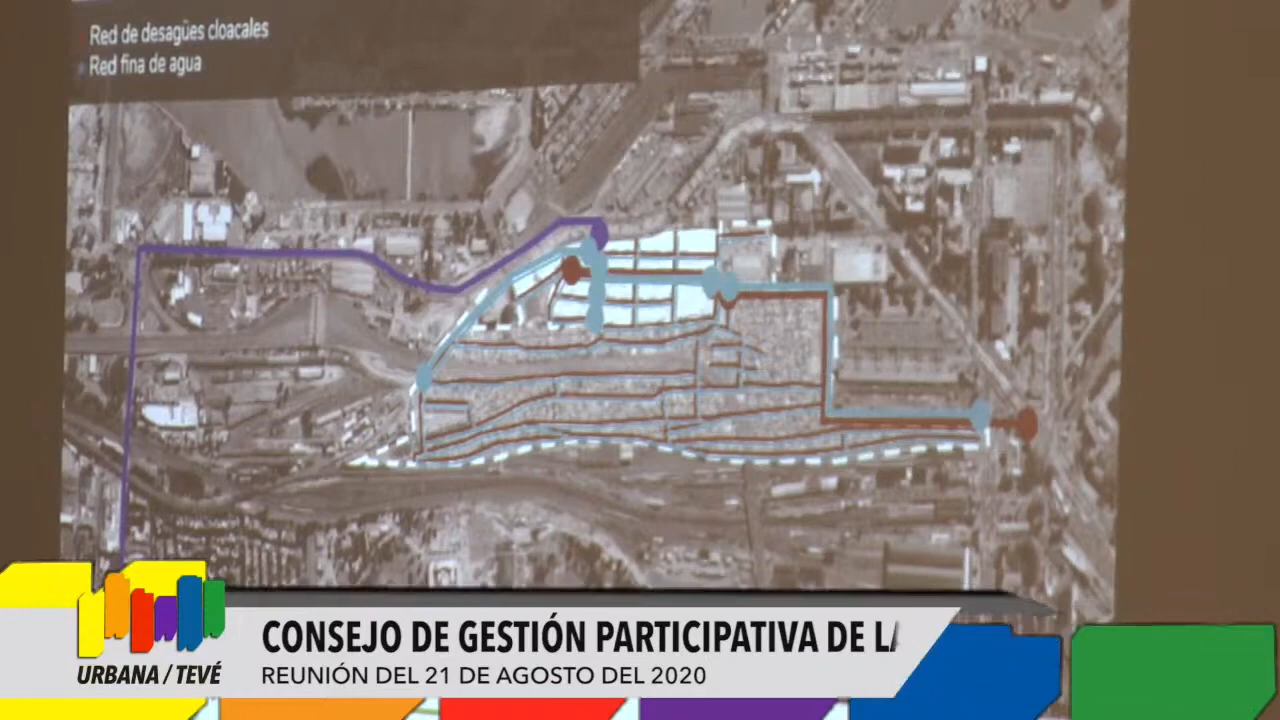 Red de desagües cloacales
Red fina de agua
CONSEJO DE GESTIÓN PARTICIPATIVA DE LA
REUNIÓN DEL 21 DE AGOSTO DEL 2020
URBANA / TEVÉ